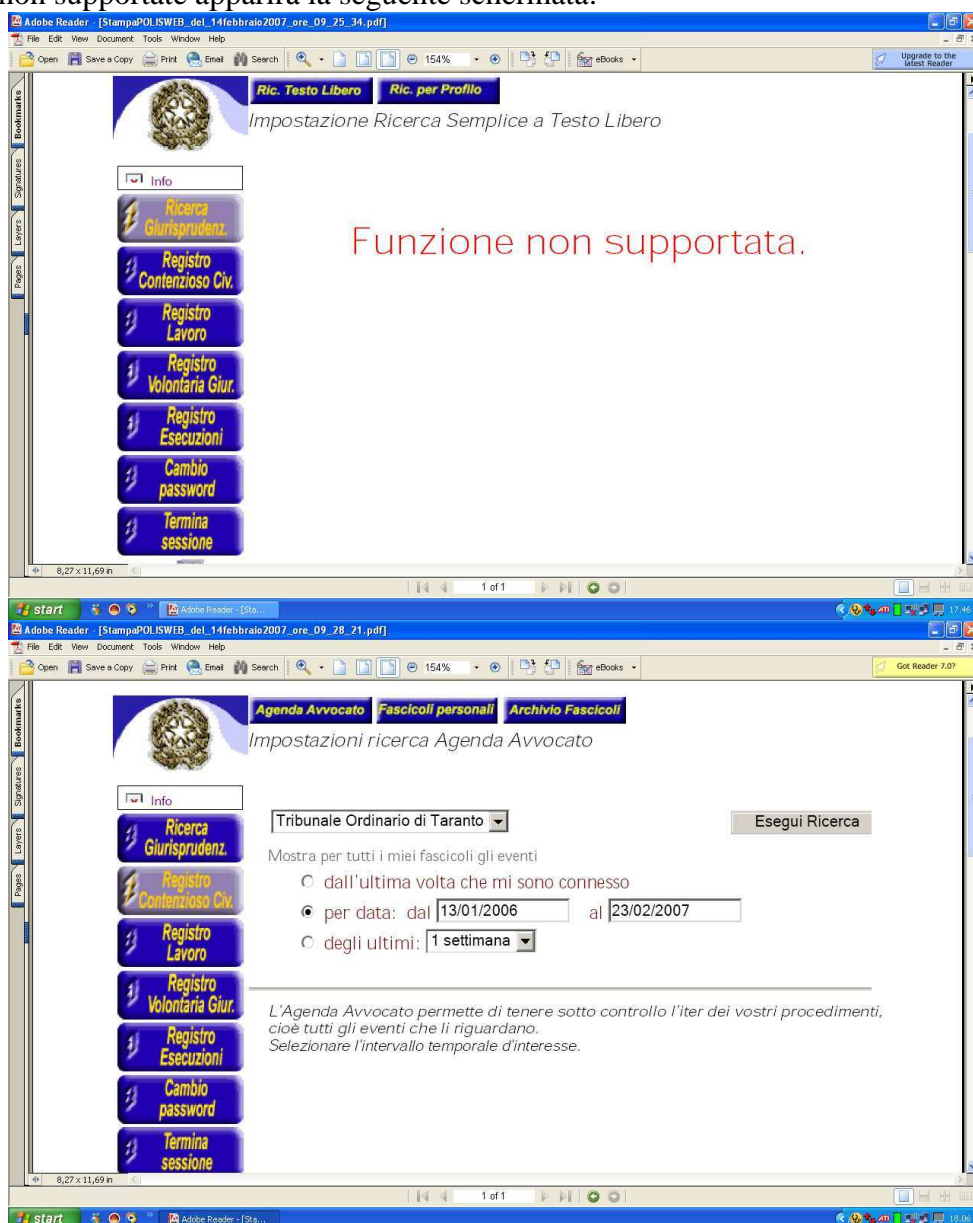 non supportate apparirà la seguente schermata:
Adobe Reader - [StampaPOLISWEB_del_14febbraio2007_ore_09_25_34.pdf]
File Edit View Document Tools Window Help
Open Save a Copy Print Email Search 154% eBooks
Upgrade to the latest Reader
Bookmarks
Signatures
Layers
Pages
Ric. Testo Libero Ric. per Profilo
Impostazione Ricerca Semplice a Testo Libero
Info
Ricerca
Giurisprudenz.
Funzione non supportata.
Registro
Contenzioso Civ.
Registro
Lavoro
Registro
Volontaria Giur.
Registro
Esecuzioni
Cambio
password
Termina
sessione
8,27 x 11,69 in
1 of 1
start Adobe Reader - [Sta... 17.46
Adobe Reader - [StampaPOLISWEB_del_14febbraio2007_ore_09_28_21.pdf]
File Edit View Document Tools Window Help
Open Save a Copy Print Email Search 154% eBooks
Got Reader 7.0?
Bookmarks
Signatures
Layers
Pages
Agenda Avvocato Fascicoli personali Archivio Fascicoli
Impostazioni ricerca Agenda Avvocato
Info
Ricerca
Giurisprudenz.
Registro
Contenzioso Civ.
Registro
Lavoro
Registro
Volontaria Giur.
Registro
Esecuzioni
Cambio
password
Termina
sessione
Tribunale Ordinario di Taranto Esegui Ricerca
Mostra per tutti i miei fascicoli gli eventi
dall'ultima volta che mi sono connesso
per data: dal 13/01/2006 al 23/02/2007
degli ultimi: 1 settimana
L'Agenda Avvocato permette di tenere sotto controllo l'iter dei vostri procedimenti,
cioè tutti gli eventi che li riguardano.
Selezionare l'intervallo temporale d'interesse.
8,27 x 11,69 in
1 of 1
start Adobe Reader - [Sta... 18.06